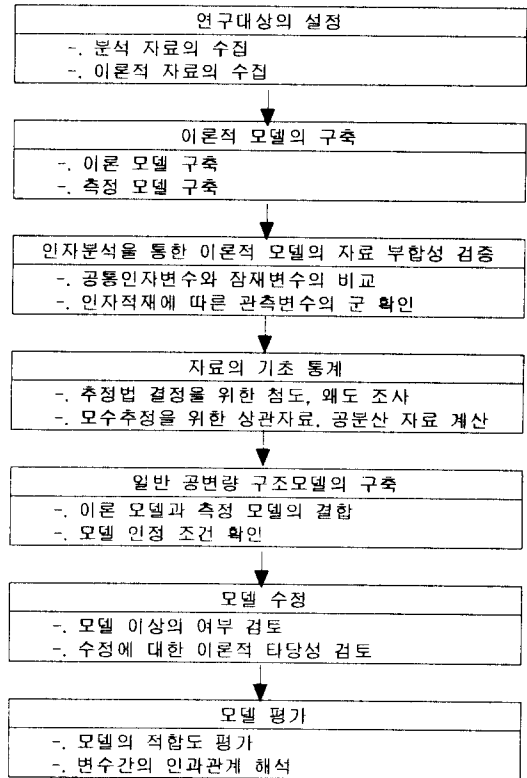 연구대상의 설정
-. 분석 자료의 수집
-. 이론적 자료의 수집
이론적 모델의 구축
-. 이론 모델 구축
-. 측정 모델 구축
인자분석을 통한 이론적 모델의 자료 부합성 검증
-. 공통인자변수와 잠재변수의 비교
-. 인자적재에 따른 관측변수의 군 확인
자료의 기초 통계
-. 추정법 결정을 위한 첨도, 왜도 조사
-. 모수추정을 위한 상관자료, 공분산 자료 계산
일반 공변량 구조모델의 구축
-. 이론 모델과 측정 모델의 결합
-. 모델 인정 조건 확인
모델 수정
-. 모델 이상의 여부 검토
-. 수정에 대한 이론적 타당성 검토
모델 평가
-. 모델의 적합도 평가
-. 변수간의 인과관계 해석